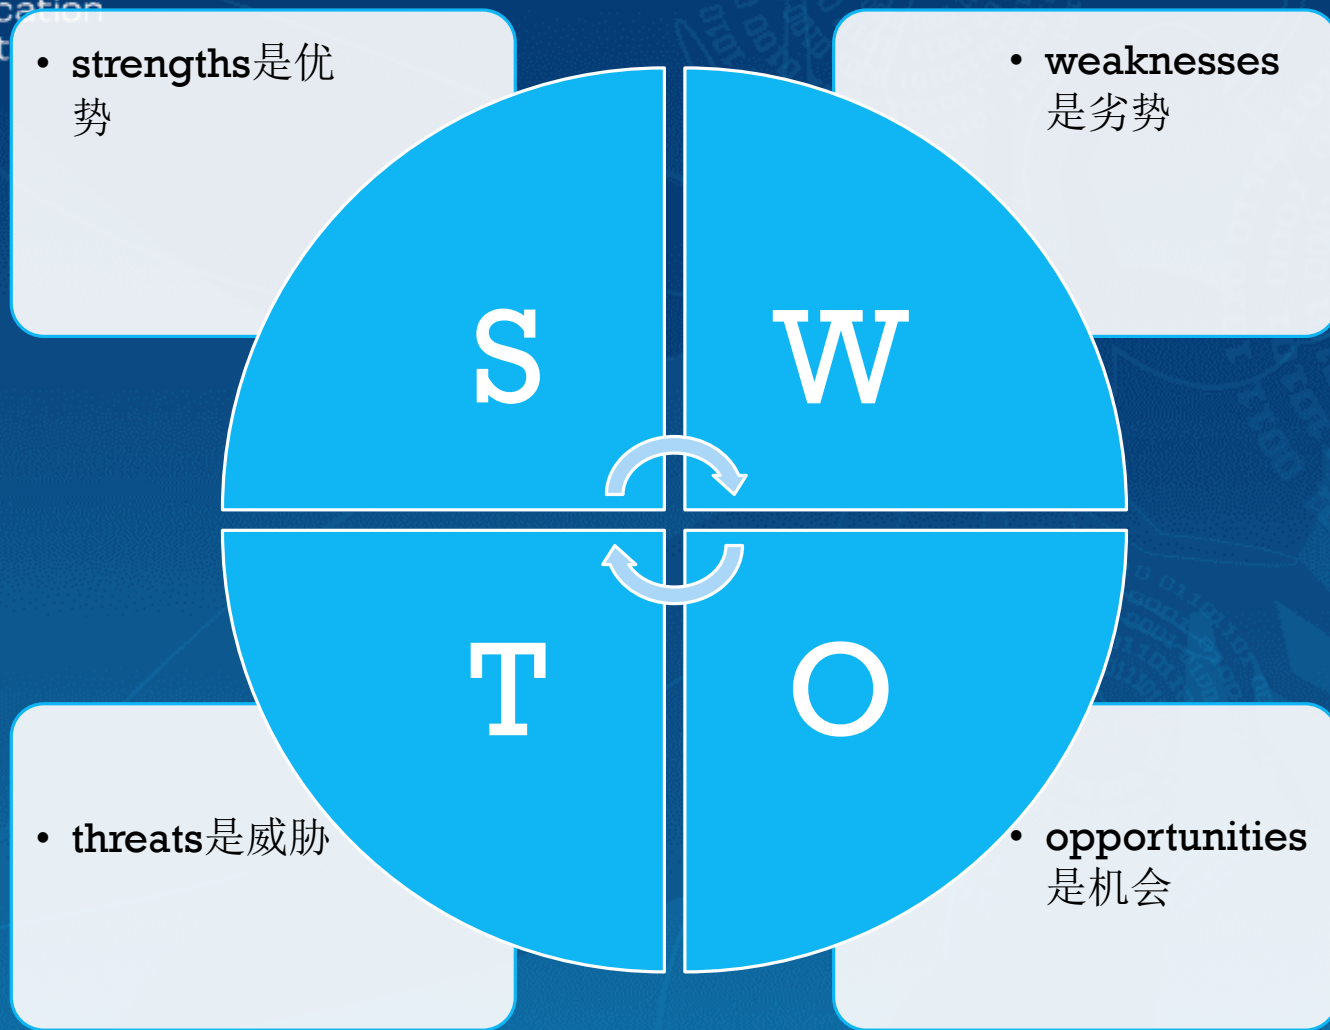 cation
• strengths是优
势
• weaknesses
是劣势
S
W
T
O
• threats是威胁
• opportunities
是机会